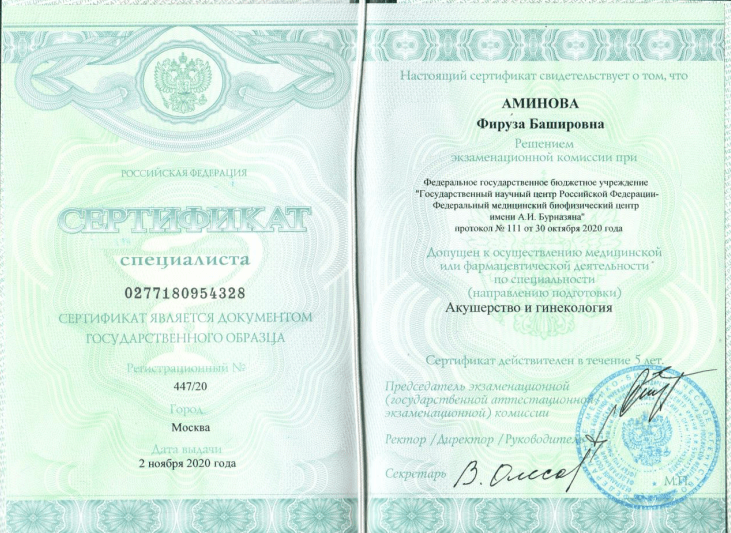 РОССИЙСКАЯ ФЕДЕРАЦИЯ
СЕРТИФИКАТ
специалиста
0277180954328
СЕРТИФИКАТ ЯВЛЯЕТСЯ ДОКУМЕНТОМ
ГОСУДАРСТВЕННОГО ОБРАЗЦА
Регистрационный №
447/20
Город
Москва
Дата выдачи
2 ноября 2020 года
Настоящий сертификат свидетельствует о том, что
АМИНОВА
Фируза Башировна
Решением
экзаменационной комиссии при
Федеральное государственное бюджетное учреждение
"Государственный научный центр Российской Федерации-
Федеральный медицинский биофизический центр
имени А.И. Бурназяна"
протокол № 111 от 30 октября 2020 года
Допущен к осуществлению медицинской
или фармацевтической деятельности
по специальности
(направлению подготовки)
Акушерство и гинекология
Сертификат действителен в течение 5 лет.
Председатель экзаменационной
(государственной аттестационной,
экзаменационной) комиссии
Ректор /Директор /Руководитель
Секретарь
М.П.